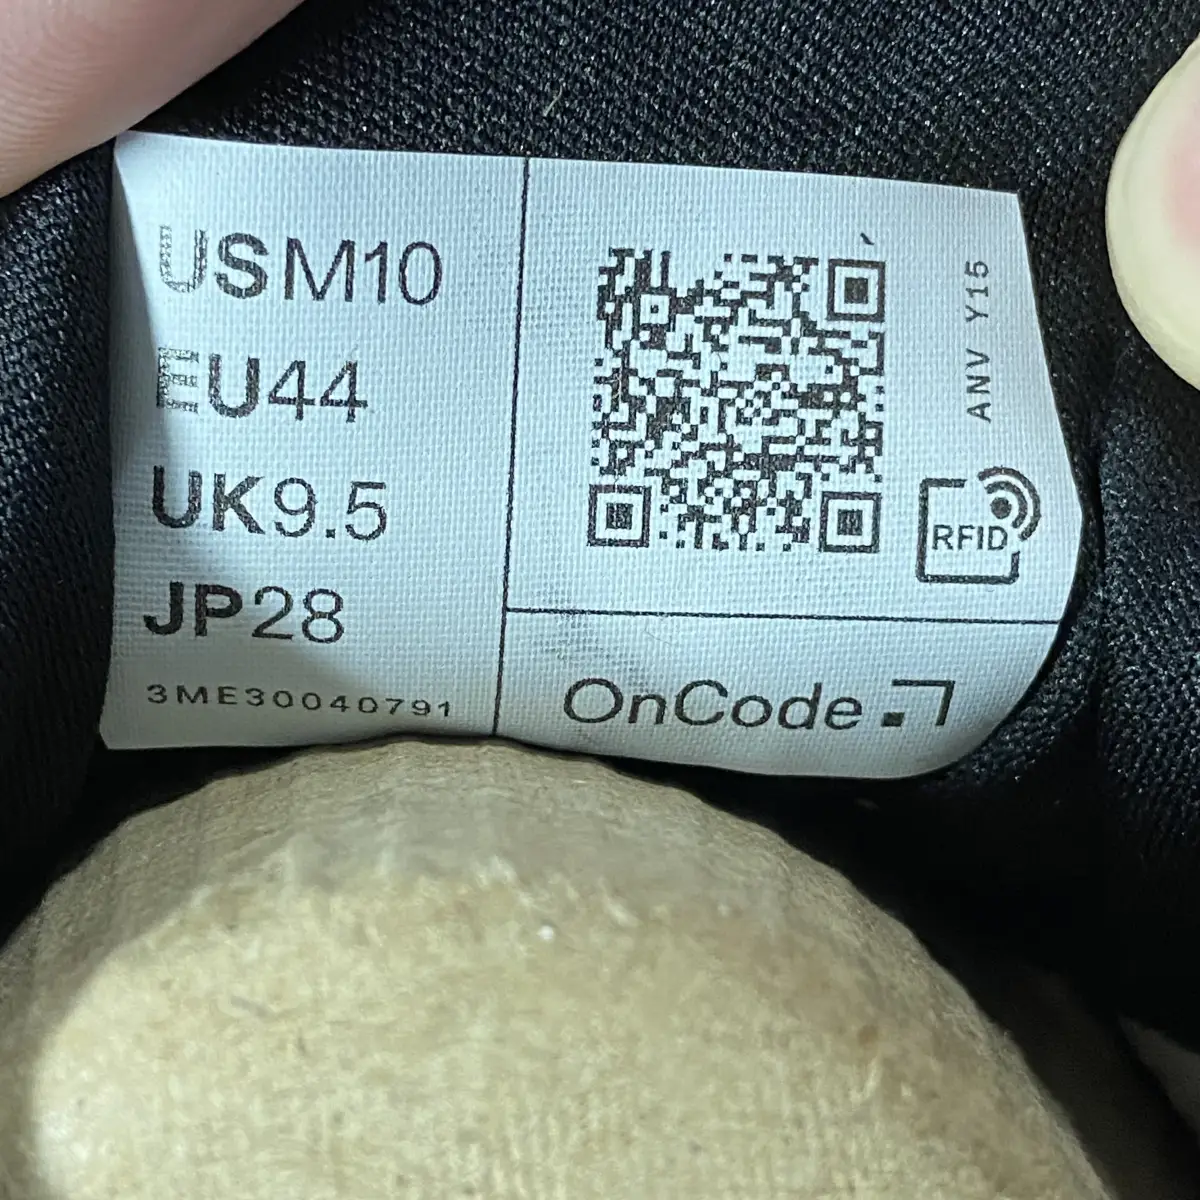 USM10
EU44
UK9.5
JP28
3ME30040791
ANV Y15
RFID
OnCode